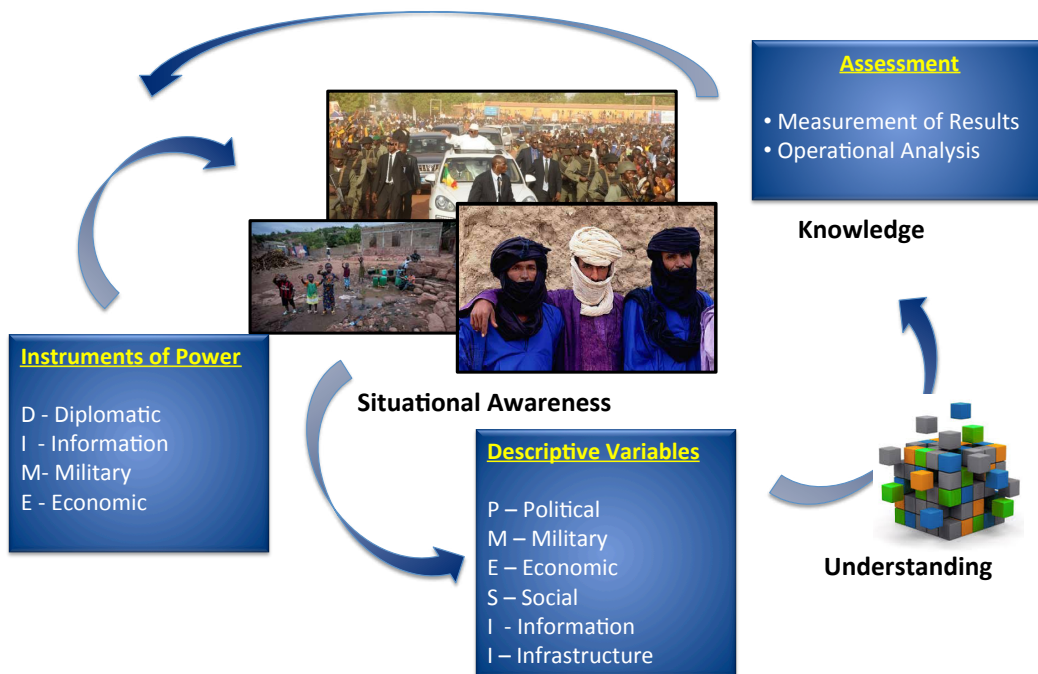 Assessment
• Measurement of Results
• Operational Analysis
Knowledge
Instruments of Power
D - Diplomatic
I - Information
M- Military
E - Economic
Situational Awareness
Descriptive Variables
P – Political
M – Military
E – Economic
S – Social
I - Information
I – Infrastructure
Understanding